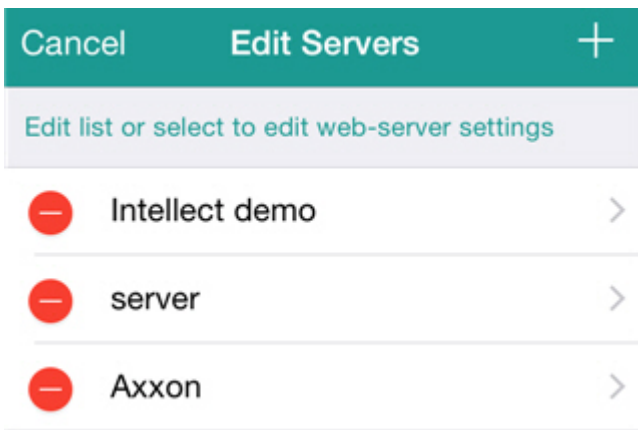 Cancel Edit Servers +
Edit list or select to edit web-server settings
Intellect demo
server
Axxon